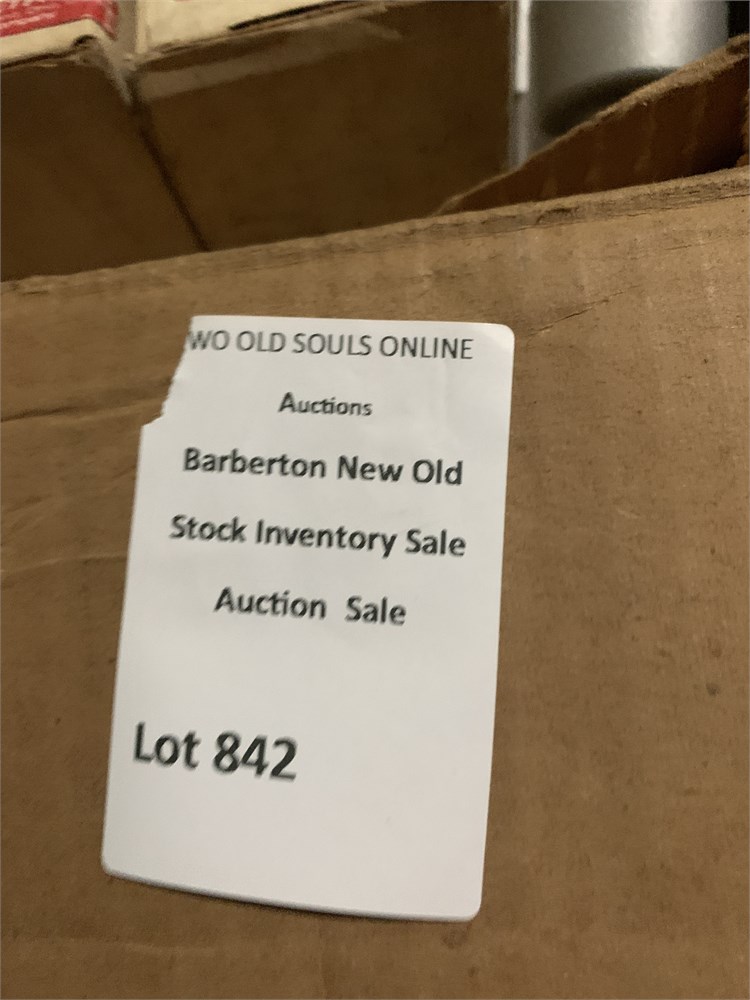 WO OLD SOULS ONLINE
Auctions
Barberton New Old
Stock Inventory Sale
Auction Sale
Lot 842